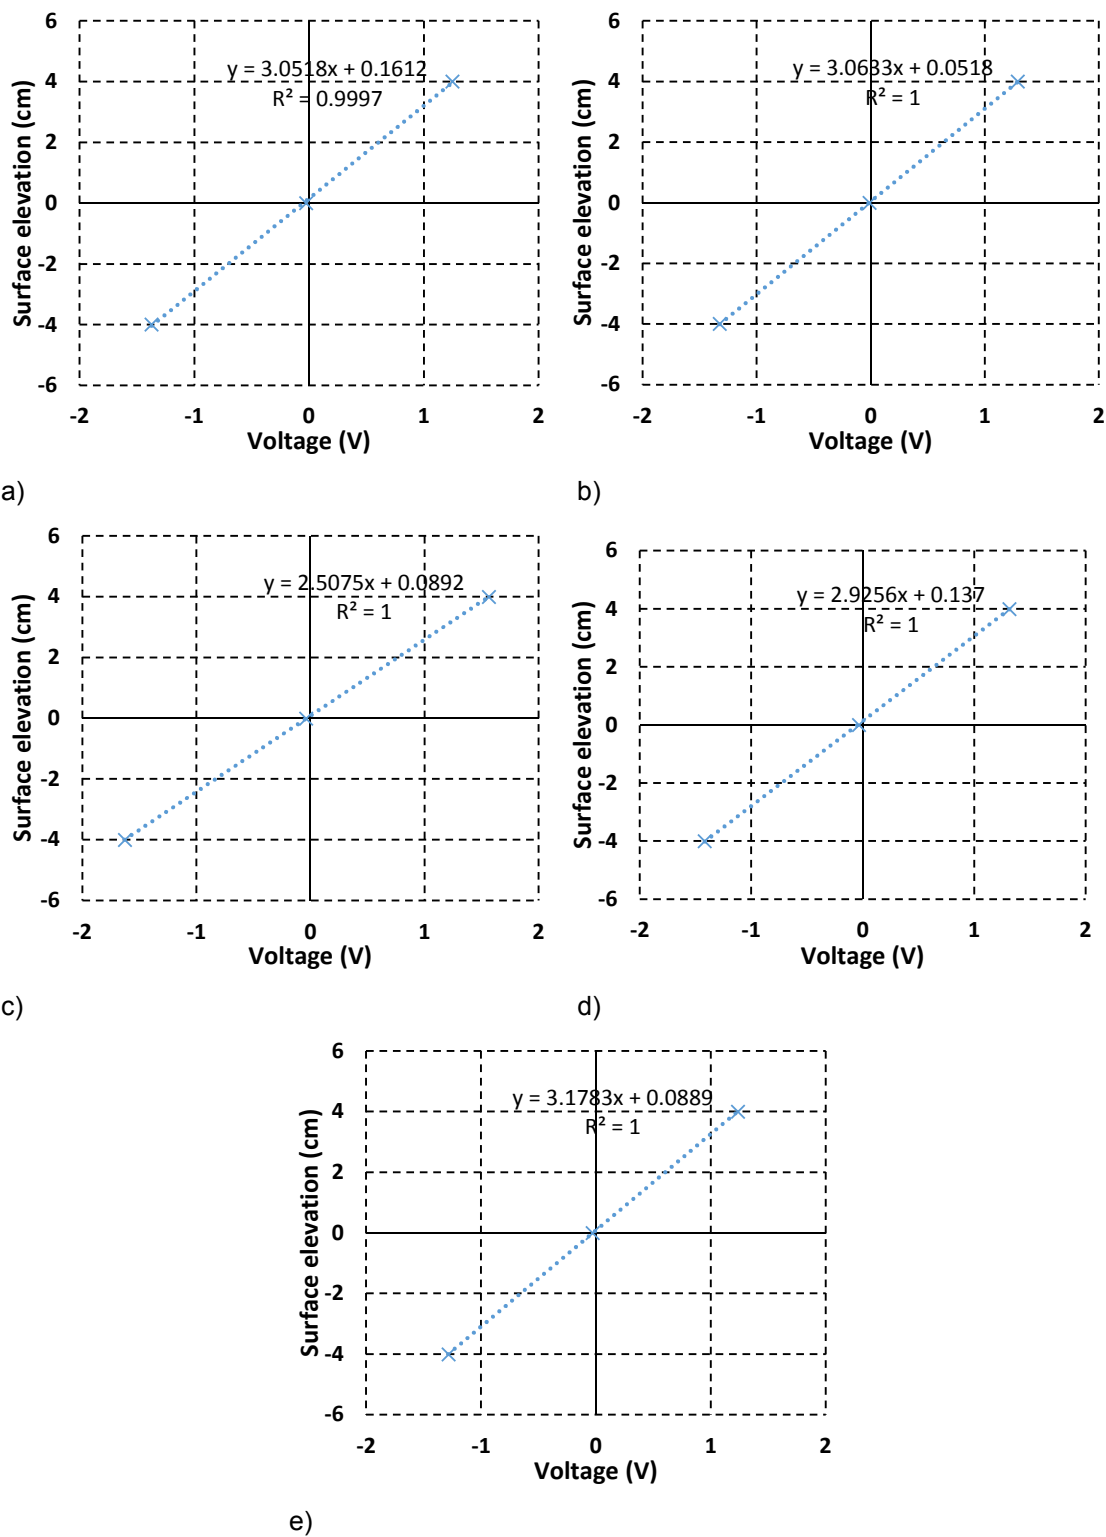 6
4
2
0
-2
-4
-6
-2 -1 0 1 2
Surface elevation (cm)
Voltage (V)
y = 3.0518x + 0.1612
R² = 0.9997
a)
6
4
2
0
-2
-4
-6
-2 -1 0 1 2
Surface elevation (cm)
Voltage (V)
y = 3.0633x + 0.0518
R² = 1
b)
6
4
2
0
-2
-4
-6
-2 -1 0 1 2
Surface elevation (cm)
Voltage (V)
y = 2.5075x + 0.0892
R² = 1
c)
6
4
2
0
-2
-4
-6
-2 -1 0 1 2
Surface elevation (cm)
Voltage (V)
y = 2.9256x + 0.137
R² = 1
d)
6
4
2
0
-2
-4
-6
-2 -1 0 1 2
Surface elevation (cm)
Voltage (V)
y = 3.1783x + 0.0889
R² = 1
e)